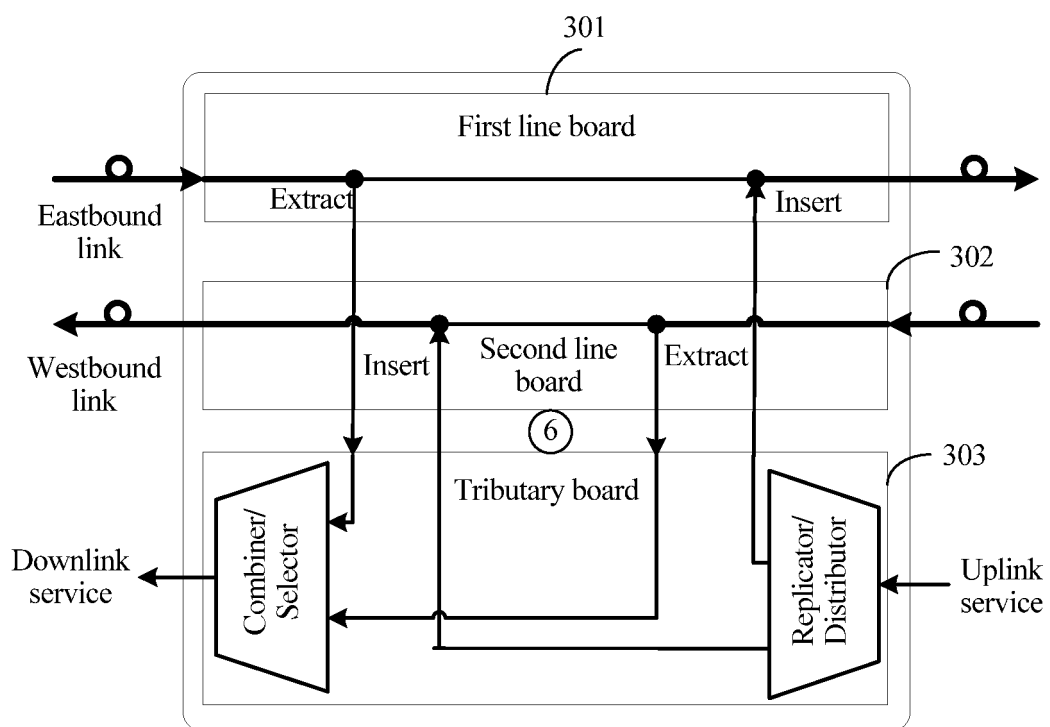 301
First line board
Extract
Insert
Eastbound
link
302
Westbound
link
Insert
Second line
board
Extract
6
303
Tributary board
Downlink
service
Combiner/
Selector
Replicator/
Distributor
Uplink
service